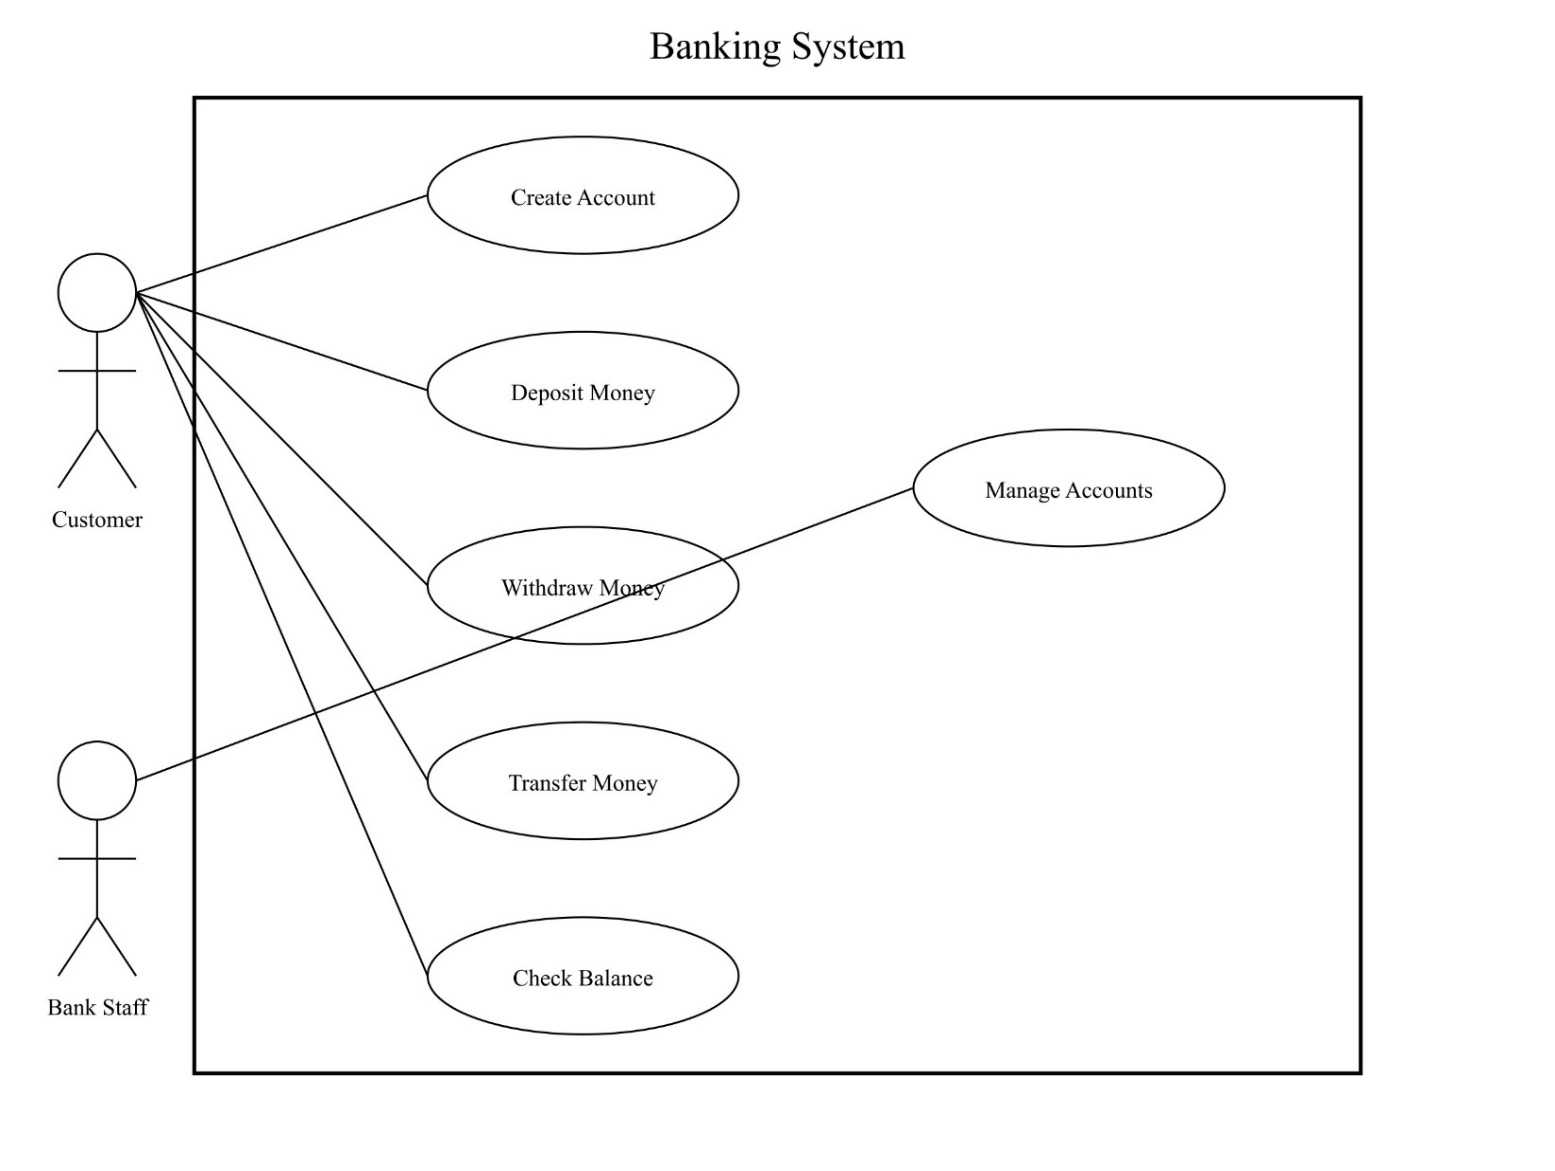 Banking System
Create Account
Deposit Money
Manage Accounts
Customer
Withdraw Money
Transfer Money
Check Balance
Bank Staff